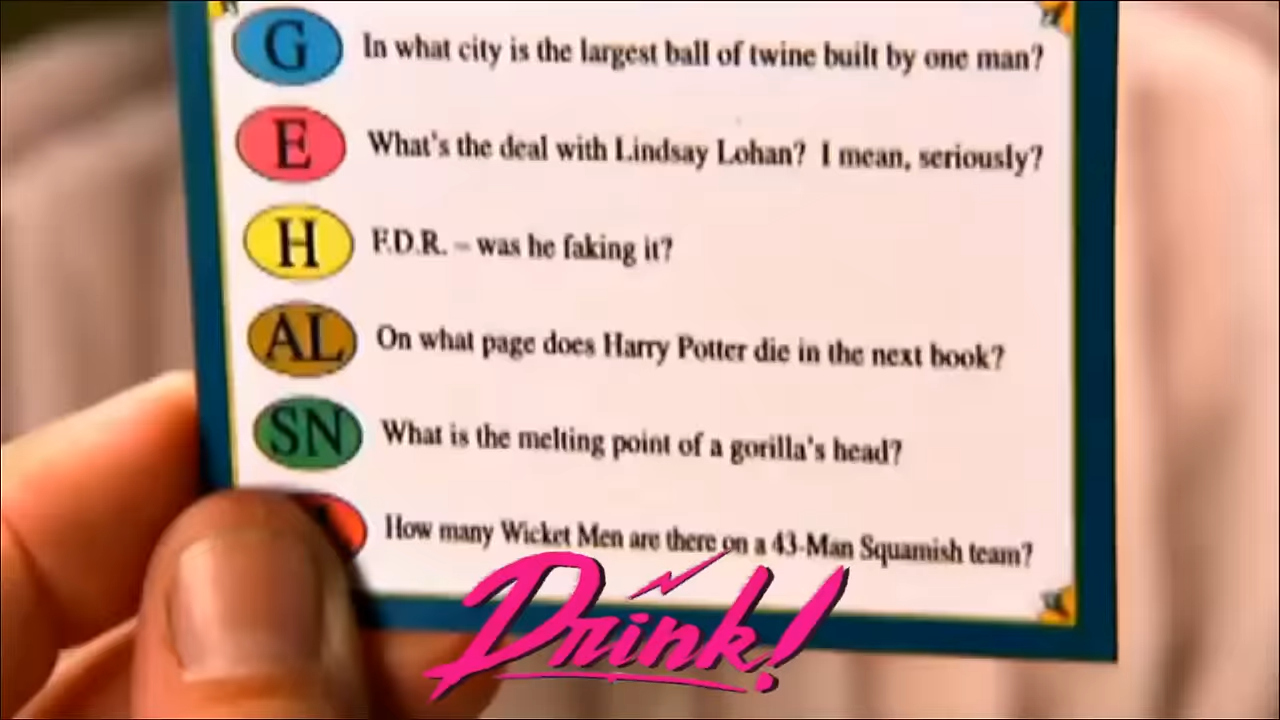 G In what city is the largest ball of twine built by one man?
E What's the deal with Lindsay Lohan? I mean, seriously?
H F.D.R. – was he faking it?
AL On what page does Harry Potter die in the next book?
SN What is the melting point of a gorilla's head?
How many Wicket Men are there on a 43-Man Squamish team?
Drink!